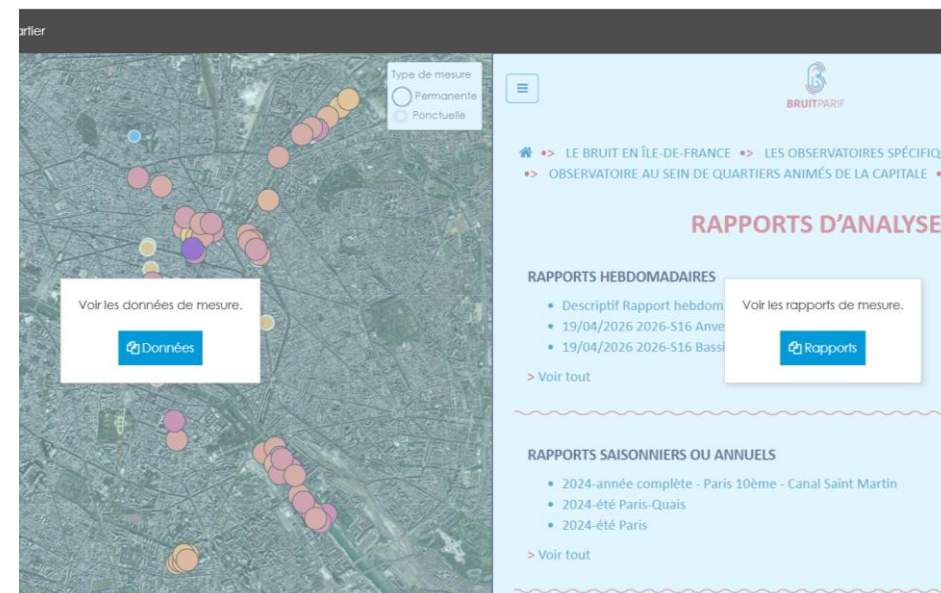 artier
Type de mesure
Permanente
Ponctuelle
Voir les données de mesure.
Données
BRUITPARIF
•> LE BRUIT EN ÎLE-DE-FRANCE •> LES OBSERVATOIRES SPÉCIFIQ
•> OBSERVATOIRE AU SEIN DE QUARTIERS ANIMÉS DE LA CAPITALE •
RAPPORTS D'ANALYSE
RAPPORTS HEBDOMADAIRES
• Descriptif Rapport hebdom
• 19/04/2026 2026-S16 Anve
• 19/04/2026 2026-S16 Bassi
> Voir tout
Voir les rapports de mesure.
Rapports
RAPPORTS SAISONNIERS OU ANNUELS
• 2024-année complète - Paris 10ème - Canal Saint Martin
• 2024-été Paris-Quais
• 2024-été Paris
> Voir tout